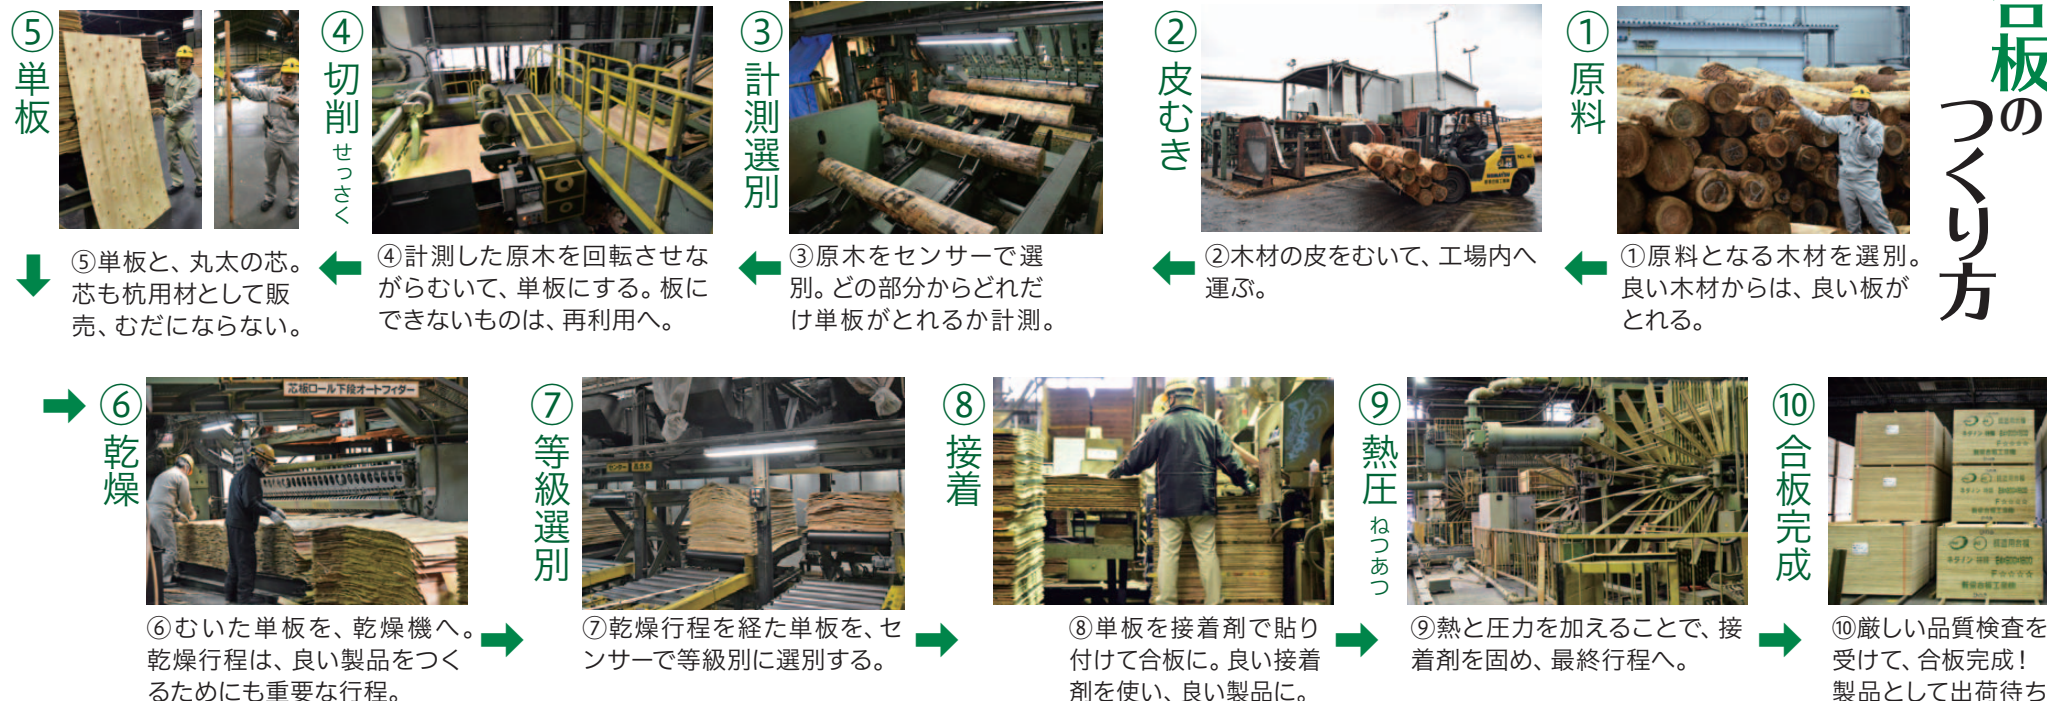 合板の
つくり方
①原料
①原料となる木材を選別。
良い木材からは、良い板が
とれる。
②皮むき
②木材の皮をむいて、工場内へ
運ぶ。
③計測選別
③原木をセンサーで選
別。どの部分からどれだ
け単板がとれるか計測。
④切削 せっさく
④計測した原木を回転させな
がらむいて、単板にする。板に
できないものは、再利用へ。
⑤単板
⑤単板と、丸太の芯。
芯も杭用材として販
売、むだにならない。
⑥乾燥
芯板ロール下段オートフィダー
⑥むいた単板を、乾燥機へ。
乾燥行程は、良い製品をつく
るためにも重要な行程。
⑦等級選別
⑦乾燥行程を経た単板を、セ
ンサーで等級別に選別する。
⑧接着
⑧単板を接着剤で貼り
付けて合板に。良い接着
剤を使い、良い製品に。
⑨熱圧 ねつあつ
⑨熱と圧力を加えることで、接
着剤を固め、最終行程へ。
⑩合板完成
⑩厳しい品質検査を
受けて、合板完成！
製品として出荷待ち